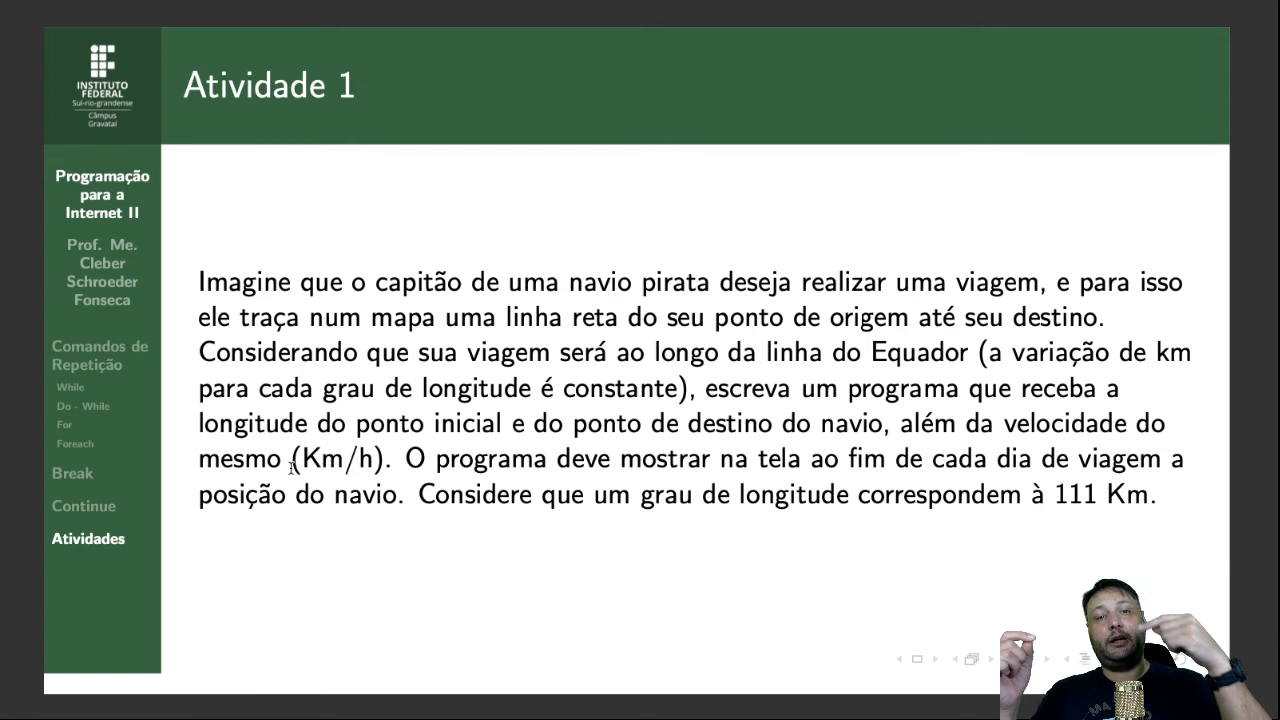 INSTITUTO
FEDERAL
Sul-rio-grandense
Câmpus
Gravataí
Atividade 1
Programação
para a
Internet II
Prof. Me.
Cleber
Schroeder
Fonseca
Comandos de
Repetição
While
Do - While
For
Foreach
Break
Continue
Atividades
Imagine que o capitão de uma navio pirata deseja realizar uma viagem, e para isso
ele traça num mapa uma linha reta do seu ponto de origem até seu destino.
Considerando que sua viagem será ao longo da linha do Equador (a variação de km
para cada grau de longitude é constante), escreva um programa que receba a
longitude do ponto inicial e do ponto de destino do navio, além da velocidade do
mesmo (Km/h). O programa deve mostrar na tela ao fim de cada dia de viagem a
posição do navio. Considere que um grau de longitude correspondem à 111 Km.